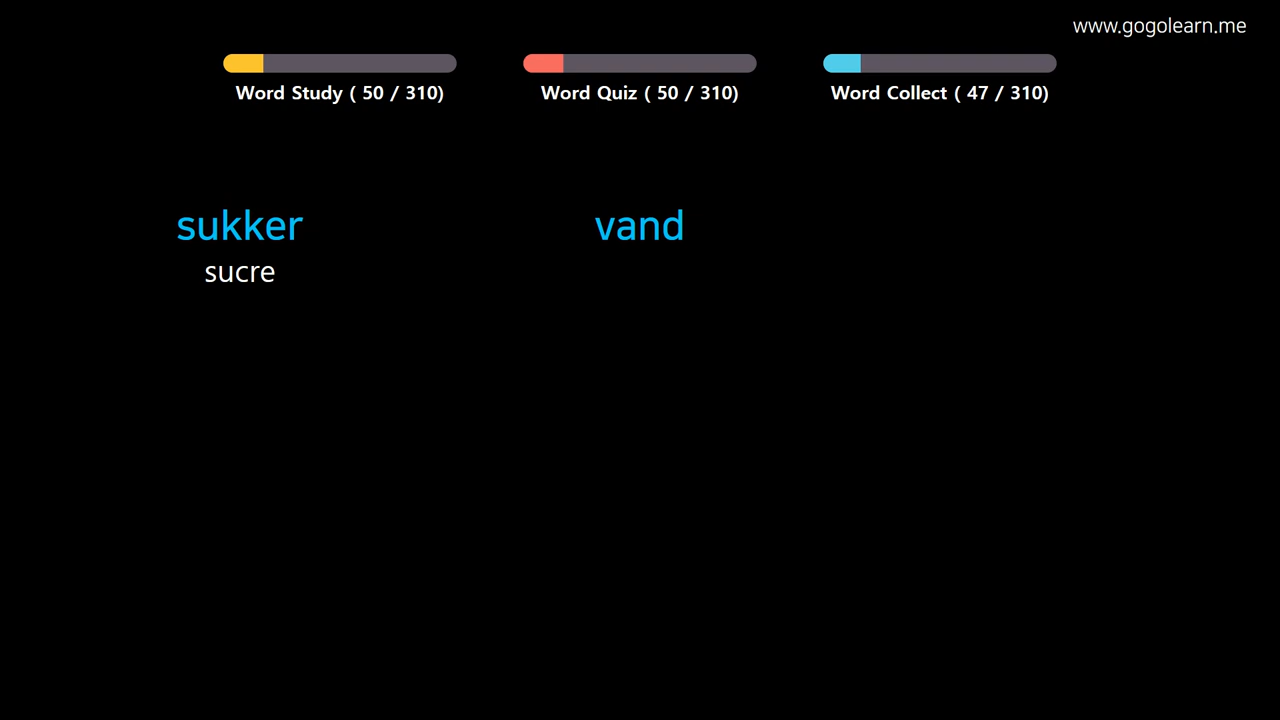 www.gogolearn.me
Word Study ( 50 / 310)
Word Quiz ( 50 / 310)
Word Collect ( 47 / 310)
sukker
vand
sucre